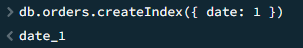 > db.orders.createIndex({ date: 1 })
< date_1